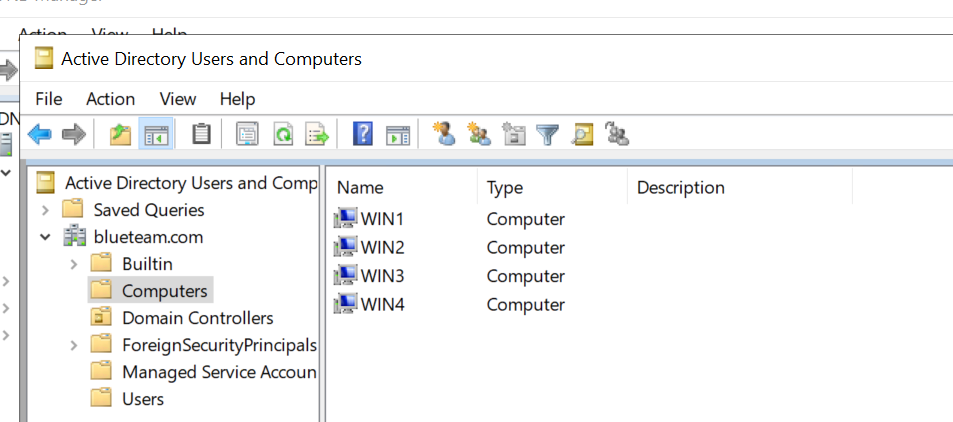 Action View Help
Active Directory Users and Computers
File Action View Help
DN
Active Directory Users and Comp
Saved Queries
blueteam.com
Builtin
Computers
Domain Controllers
ForeignSecurityPrincipals
Managed Service Accoun
Users
Name Type Description
WIN1 Computer
WIN2 Computer
WIN3 Computer
WIN4 Computer